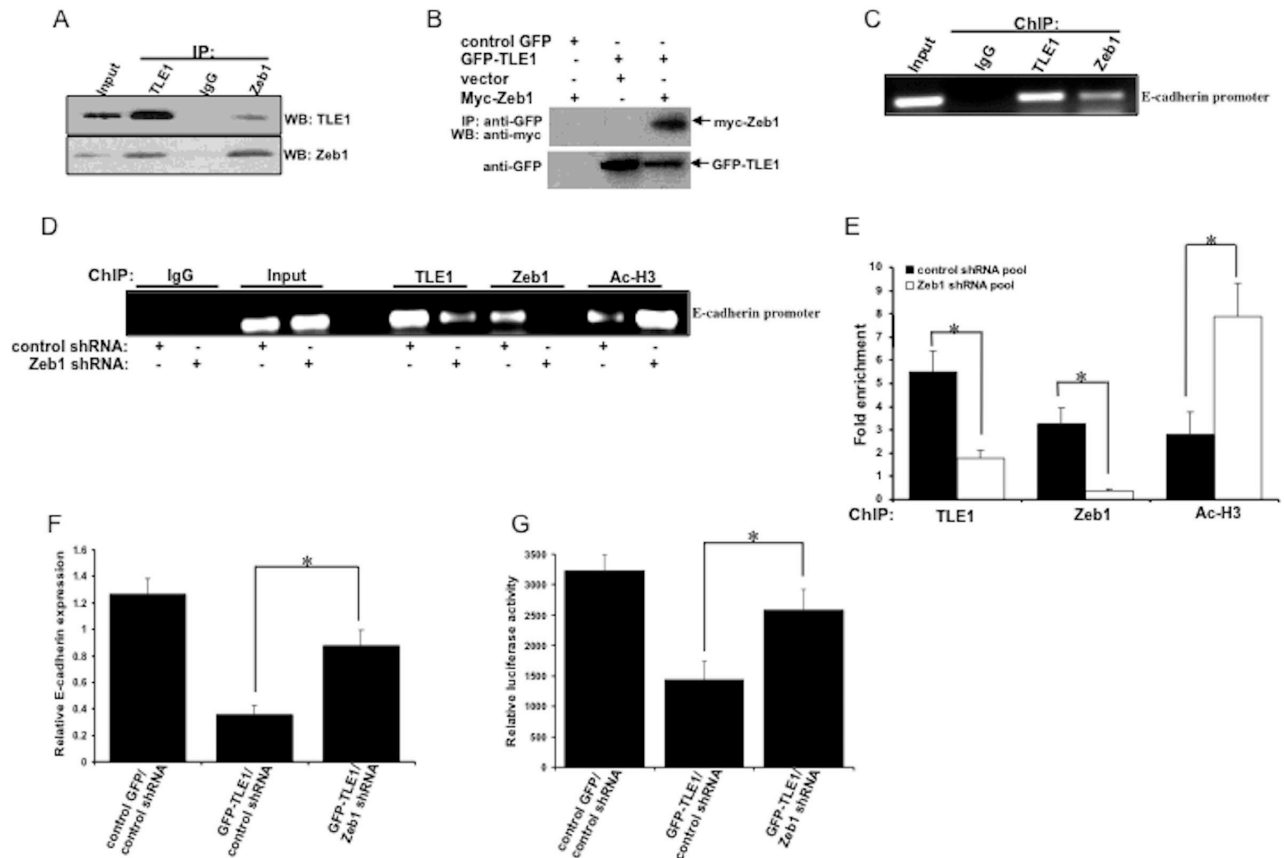 A
IP:
Input
TLE1
IgG
Zeb1
WB: TLE1
WB: Zeb1
B
control GFP + - -
GFP-TLE1 - + +
vector - + -
Myc-Zeb1 + - +
IP: anti-GFP
WB: anti-myc
myc-Zeb1
anti-GFP
GFP-TLE1
C
ChIP:
Input
IgG
TLE1
Zeb1
E-cadherin promoter
D
ChIP: IgG Input TLE1 Zeb1 Ac-H3
E-cadherin promoter
control shRNA: + - + - + - + - + -
Zeb1 shRNA: - + - + - + - + - +
E
10
9
8
7
6
5
4
3
2
1
0
Fold enrichment
control shRNA pool
Zeb1 shRNA pool
*
*
*
ChIP: TLE1 Zeb1 Ac-H3
F
1.6
1.4
1.2
1
0.8
0.6
0.4
0.2
0
Relative E-cadherin expression
*
control GFP/
control shRNA
GFP-TLE1/
control shRNA
GFP-TLE1/
Zeb1 shRNA
G
3500
3000
2500
2000
1500
1000
500
0
Relative luciferase activity
*
control GFP/
control shRNA
GFP-TLE1/
control shRNA
GFP-TLE1/
Zeb1 shRNA